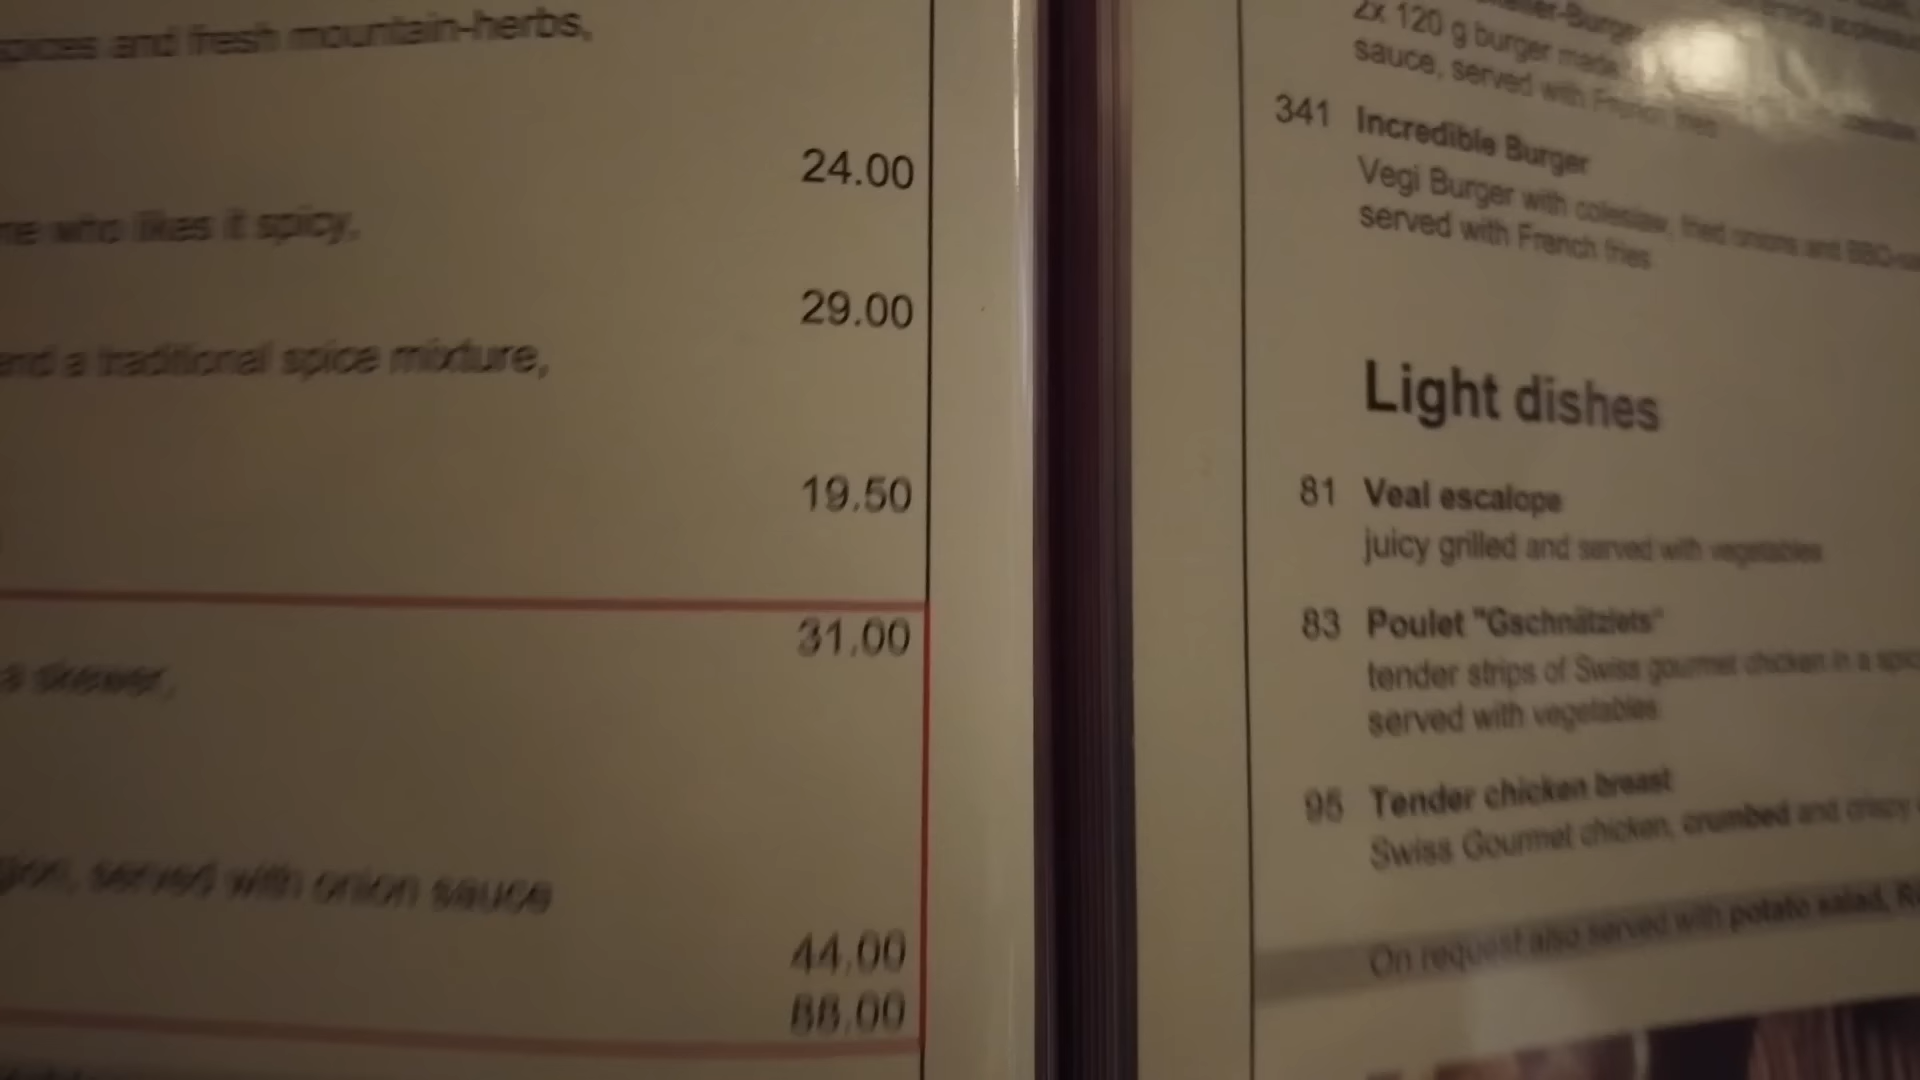 and fresh mountain-herbs,
24.00
who likes it spicy,
29.00
and a traditional spice mixture,
19.50
31.00
a skewer,
served with onion sauce
44.00
88.00
-Burger
2x 120 g burger made
sauce, served with French fries
341 Incredible Burger
Vegi Burger with coleslaw, fried onions and BBQ-
served with French fries
Light dishes
81 Veal escalope
juicy grilled and served with vegetables
83 Poulet "Gschnätzlets"
tender strips of Swiss gourmet chicken in a
served with vegetables
95 Tender chicken breast
Swiss Gourmet chicken, crumbed and crispy
On request also served with potato salad,